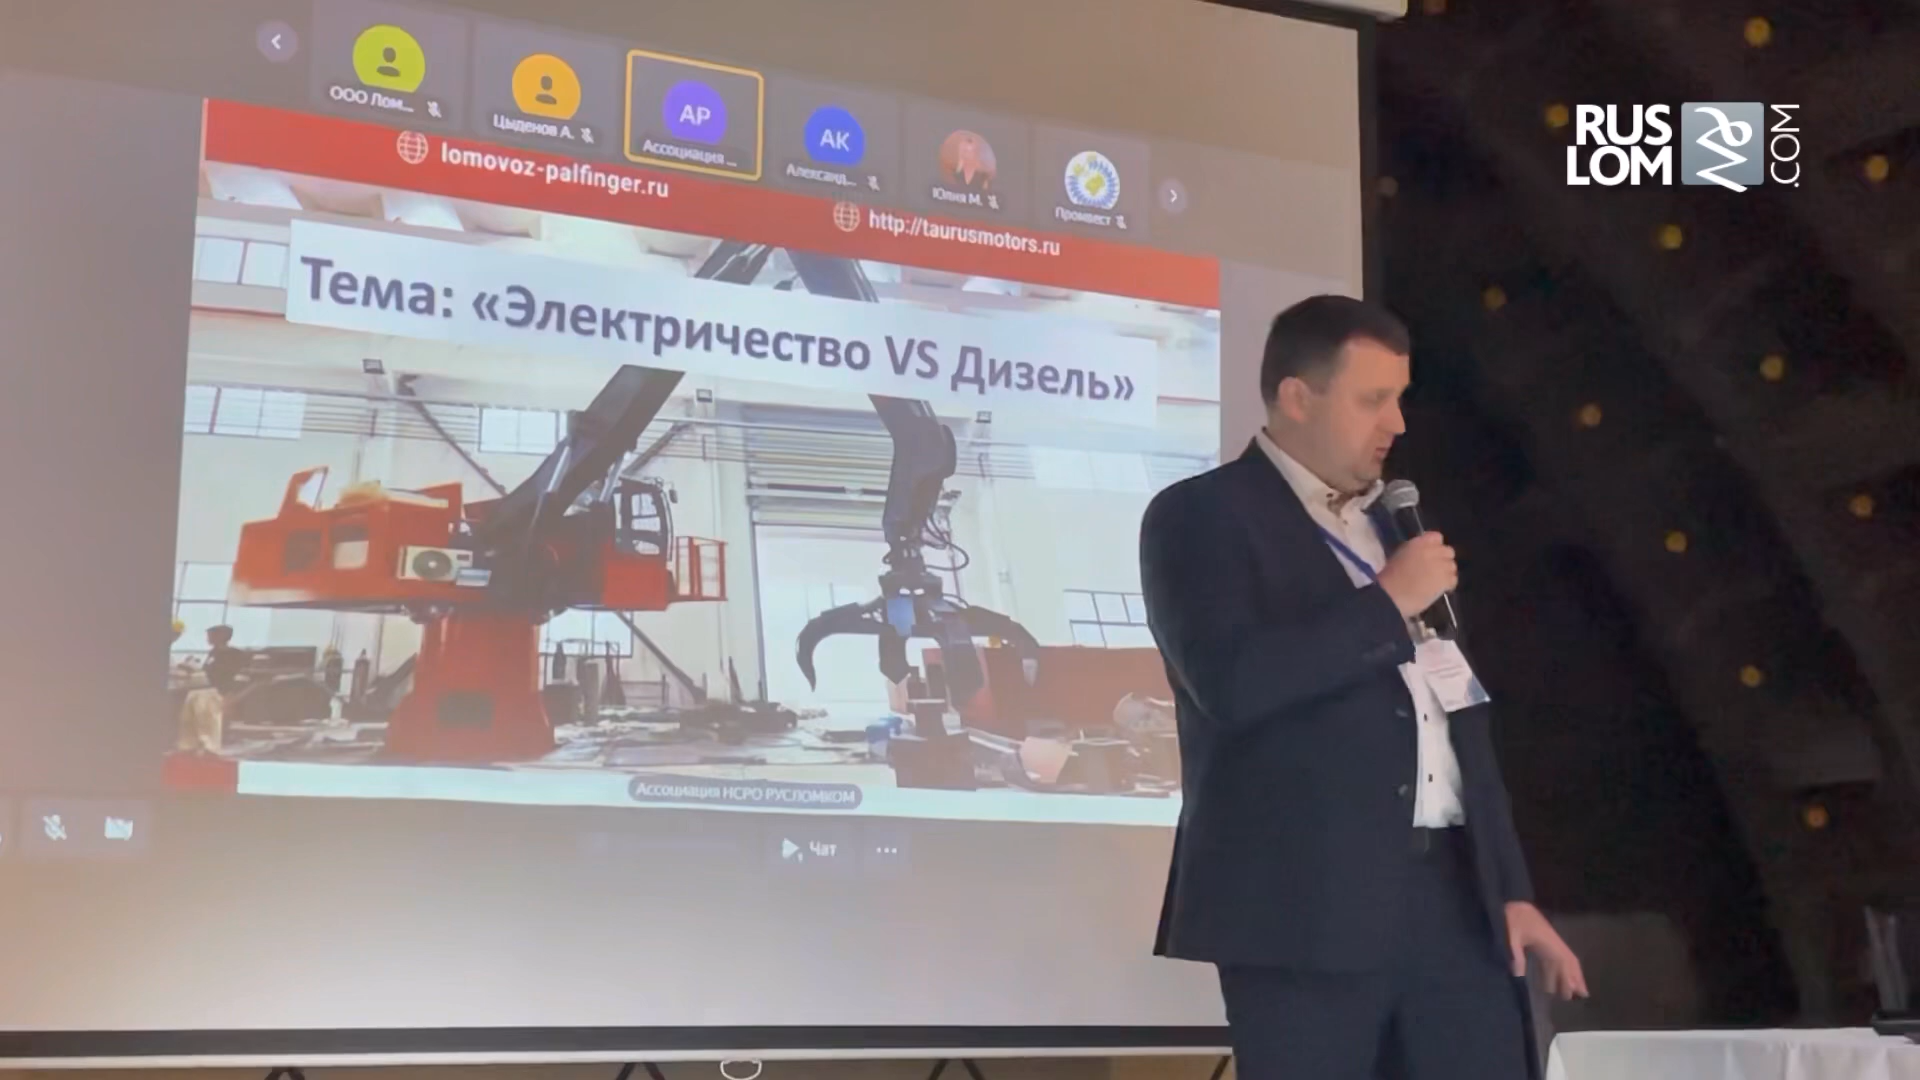 ООО Лом...
Цыденов А.
АР
Ассоциация ...
АК
Александ...
Юлия М.
Промвест
lomovoz-palfinger.ru
http://taurusmotors.ru
Тема: «Электричество VS Дизель»
Ассоциация НСРО РУСЛОМКОМ
Чат
RUS
LOM
.COM